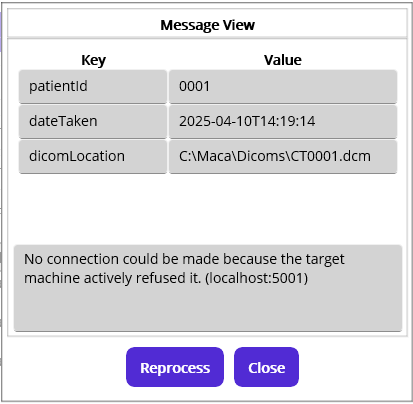 Message View
Key Value
patientId 0001
dateTaken 2025-04-10T14:19:14
dicomLocation C:\Maca\Dicoms\CT0001.dcm
No connection could be made because the target
machine actively refused it. (localhost:5001)
Reprocess Close